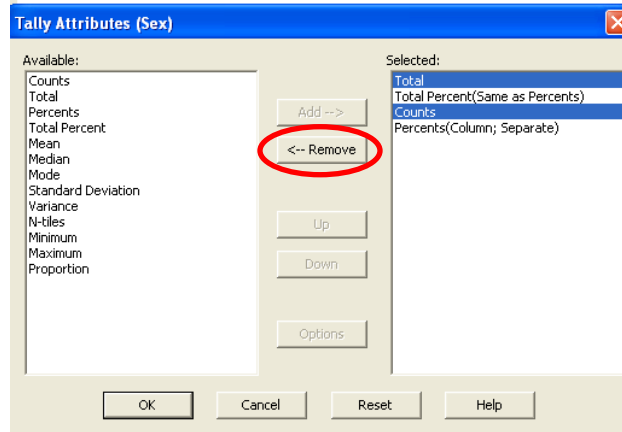 Tally Attributes (Sex)
Available:
Counts
Total
Percents
Total Percent
Mean
Median
Mode
Standard Deviation
Variance
N-tiles
Minimum
Maximum
Proportion
Add -->
<-- Remove
Up
Down
Options
Selected:
Total
Total Percent(Same as Percents)
Counts
Percents(Column; Separate)
OK
Cancel
Reset
Help